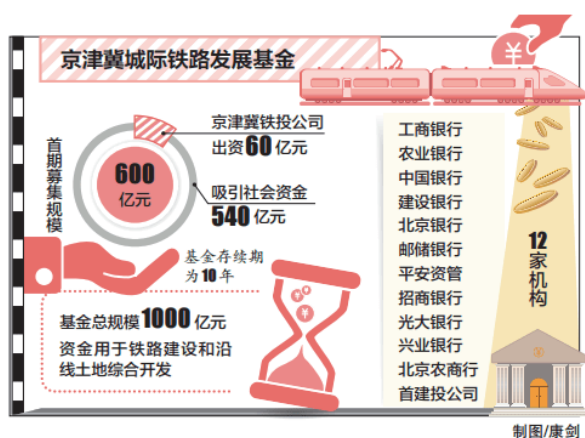 京津冀城际铁路发展基金
首期募集规模
600
亿元
京津冀铁投公司
出资60亿元
吸引社会资金
540亿元
基金存续期
为10年
基金总规模1000亿元
资金用于铁路建设和沿
线土地综合开发
工商银行
农业银行
中国银行
建设银行
北京银行
邮储银行
平安资管
招商银行
光大银行
兴业银行
北京农商行
首建投公司
12
家机构
¥
¥
¥
制图/康剑